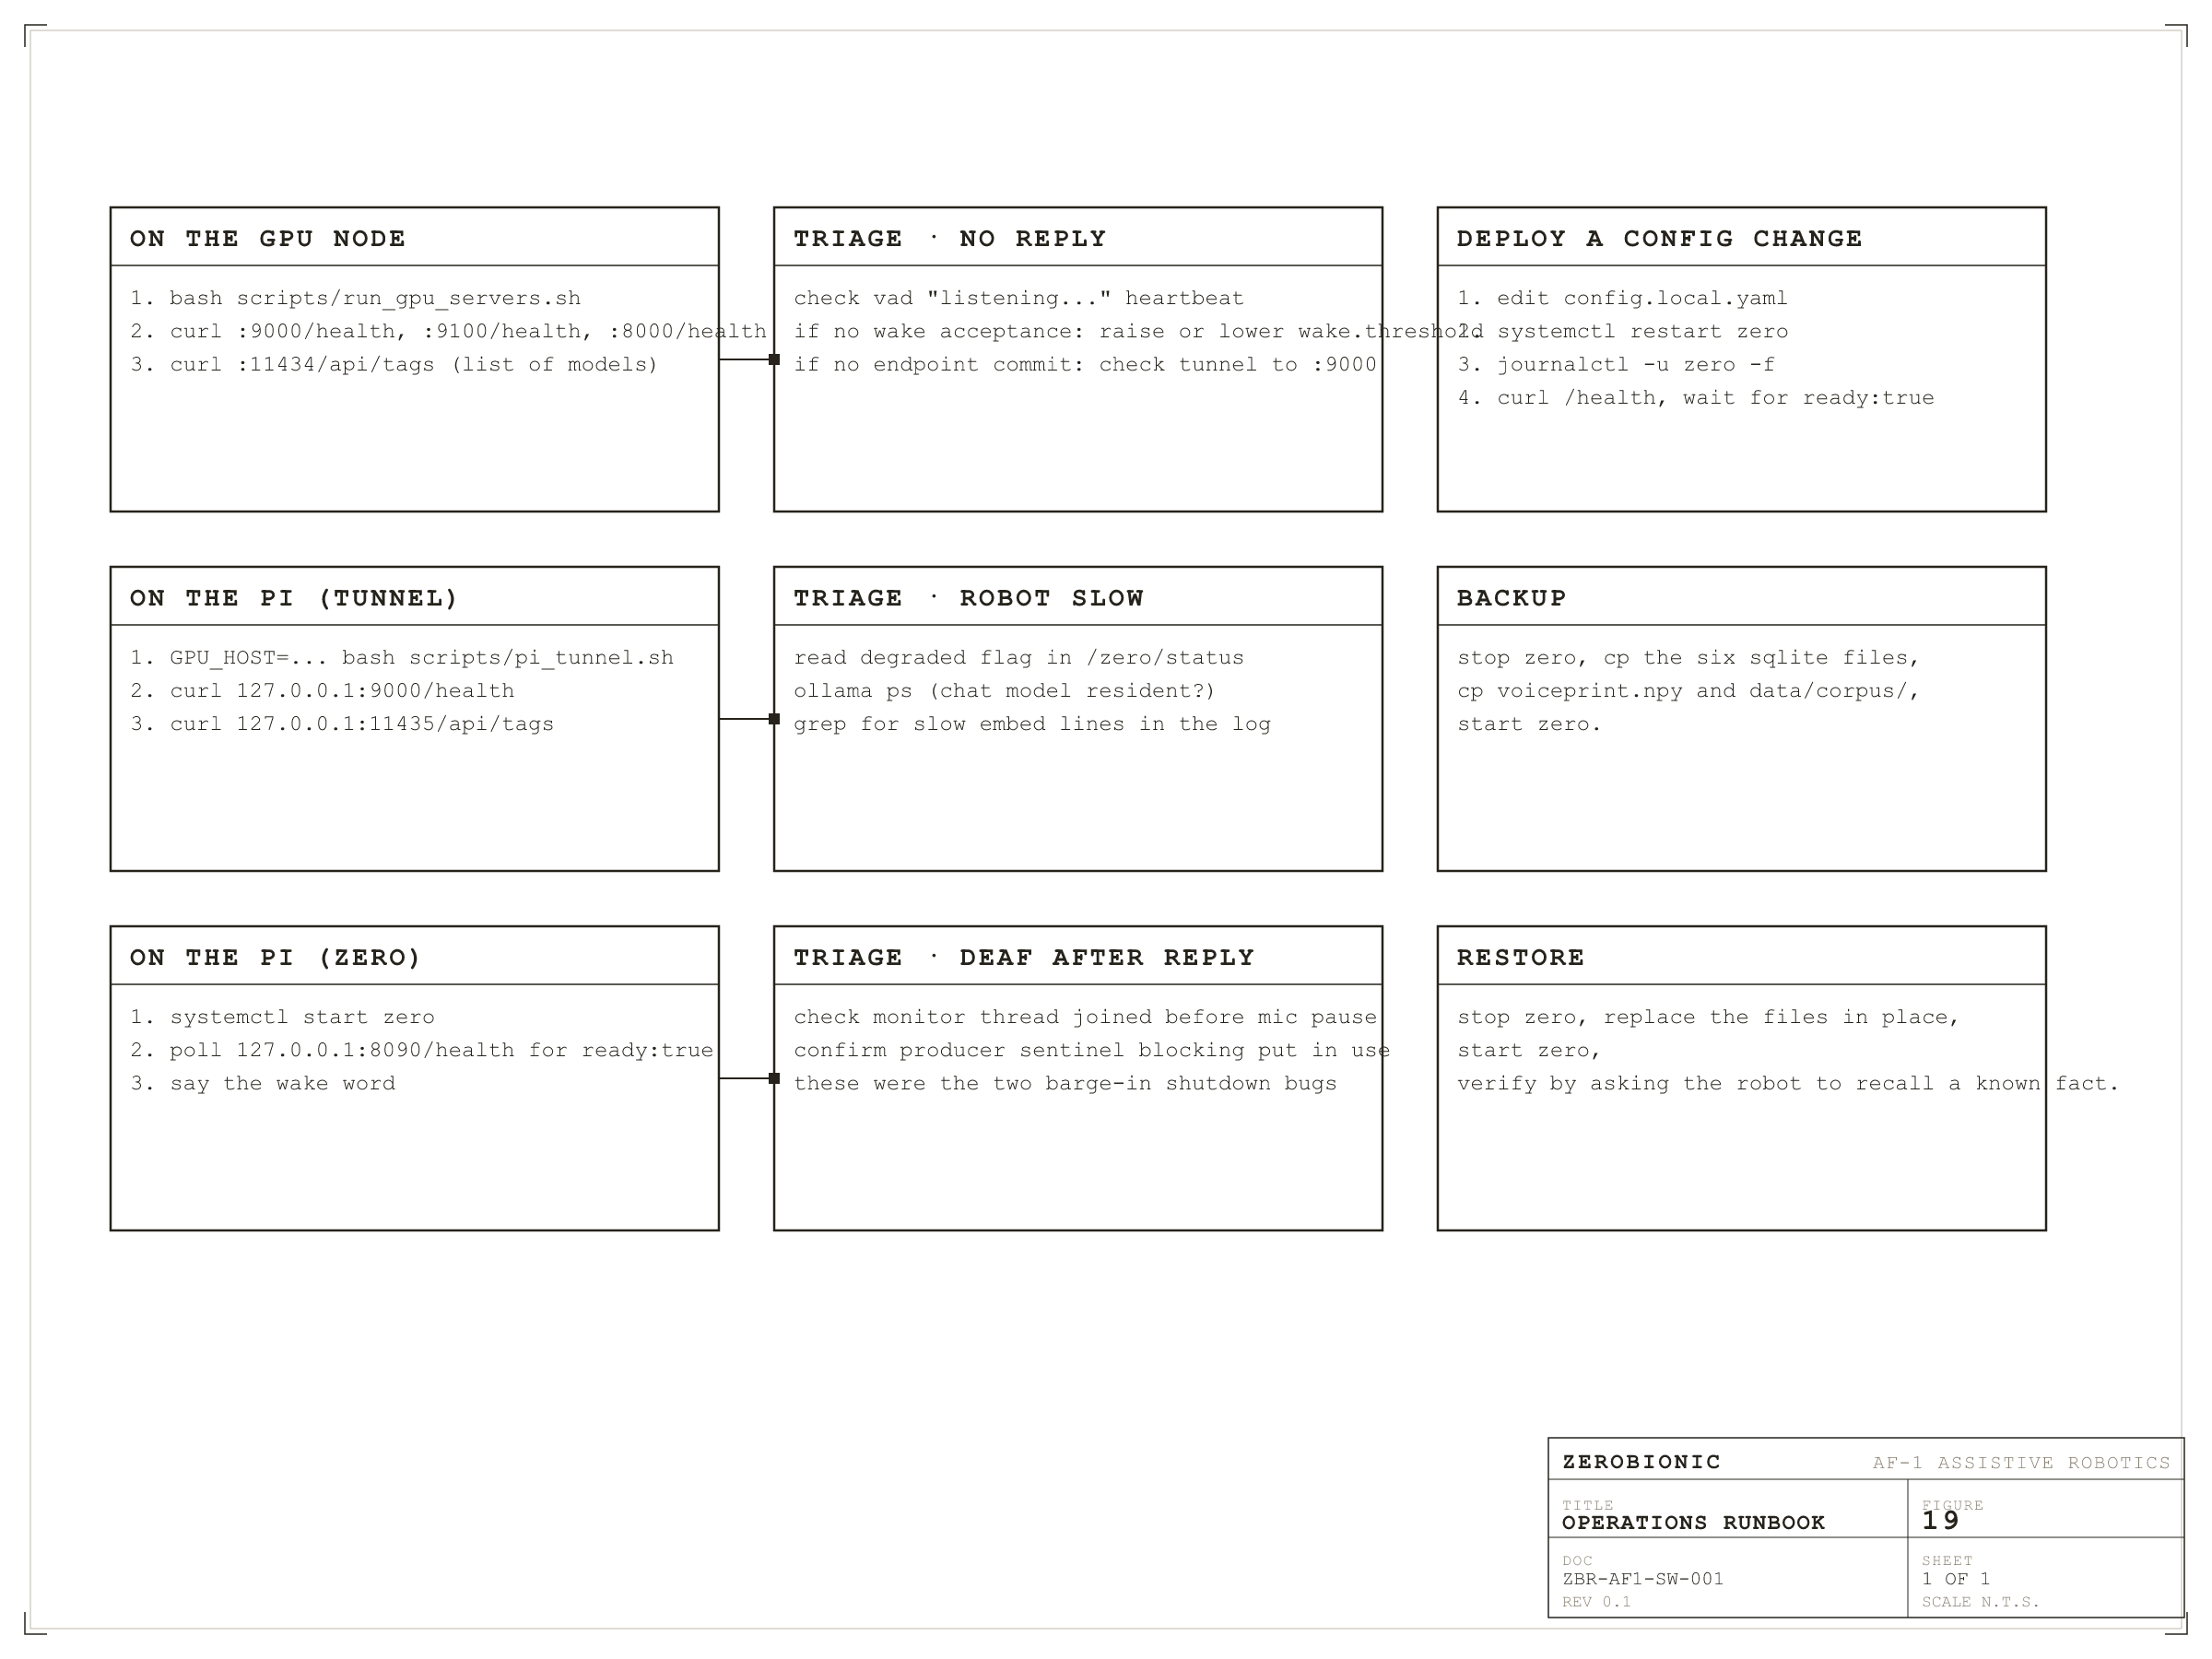 ON THE GPU NODE
1. bash scripts/run_gpu_servers.sh
2. curl :9000/health, :9100/health, :8000/health
3. curl :11434/api/tags (list of models)
TRIAGE · NO REPLY
check vad "listening..." heartbeat
if no wake acceptance: raise or lower wake.threshold
if no endpoint commit: check tunnel to :9000
DEPLOY A CONFIG CHANGE
1. edit config.local.yaml
2. systemctl restart zero
3. journalctl -u zero -f
4. curl /health, wait for ready:true
ON THE PI (TUNNEL)
1. GPU_HOST=... bash scripts/pi_tunnel.sh
2. curl 127.0.0.1:9000/health
3. curl 127.0.0.1:11435/api/tags
TRIAGE · ROBOT SLOW
read degraded flag in /zero/status
ollama ps (chat model resident?)
grep for slow embed lines in the log
BACKUP
stop zero, cp the six sqlite files,
cp voiceprint.npy and data/corpus/,
start zero.
ON THE PI (ZERO)
1. systemctl start zero
2. poll 127.0.0.1:8090/health for ready:true
3. say the wake word
TRIAGE · DEAF AFTER REPLY
check monitor thread joined before mic pause
confirm producer sentinel blocking put in use
these were the two barge-in shutdown bugs
RESTORE
stop zero, replace the files in place,
start zero,
verify by asking the robot to recall a known fact.
ZEROBIONIC
AF-1 ASSISTIVE ROBOTICS
TITLE
OPERATIONS RUNBOOK
FIGURE
19
DOC
ZBR-AF1-SW-001
REV 0.1
SHEET
1 OF 1
SCALE N.T.S.